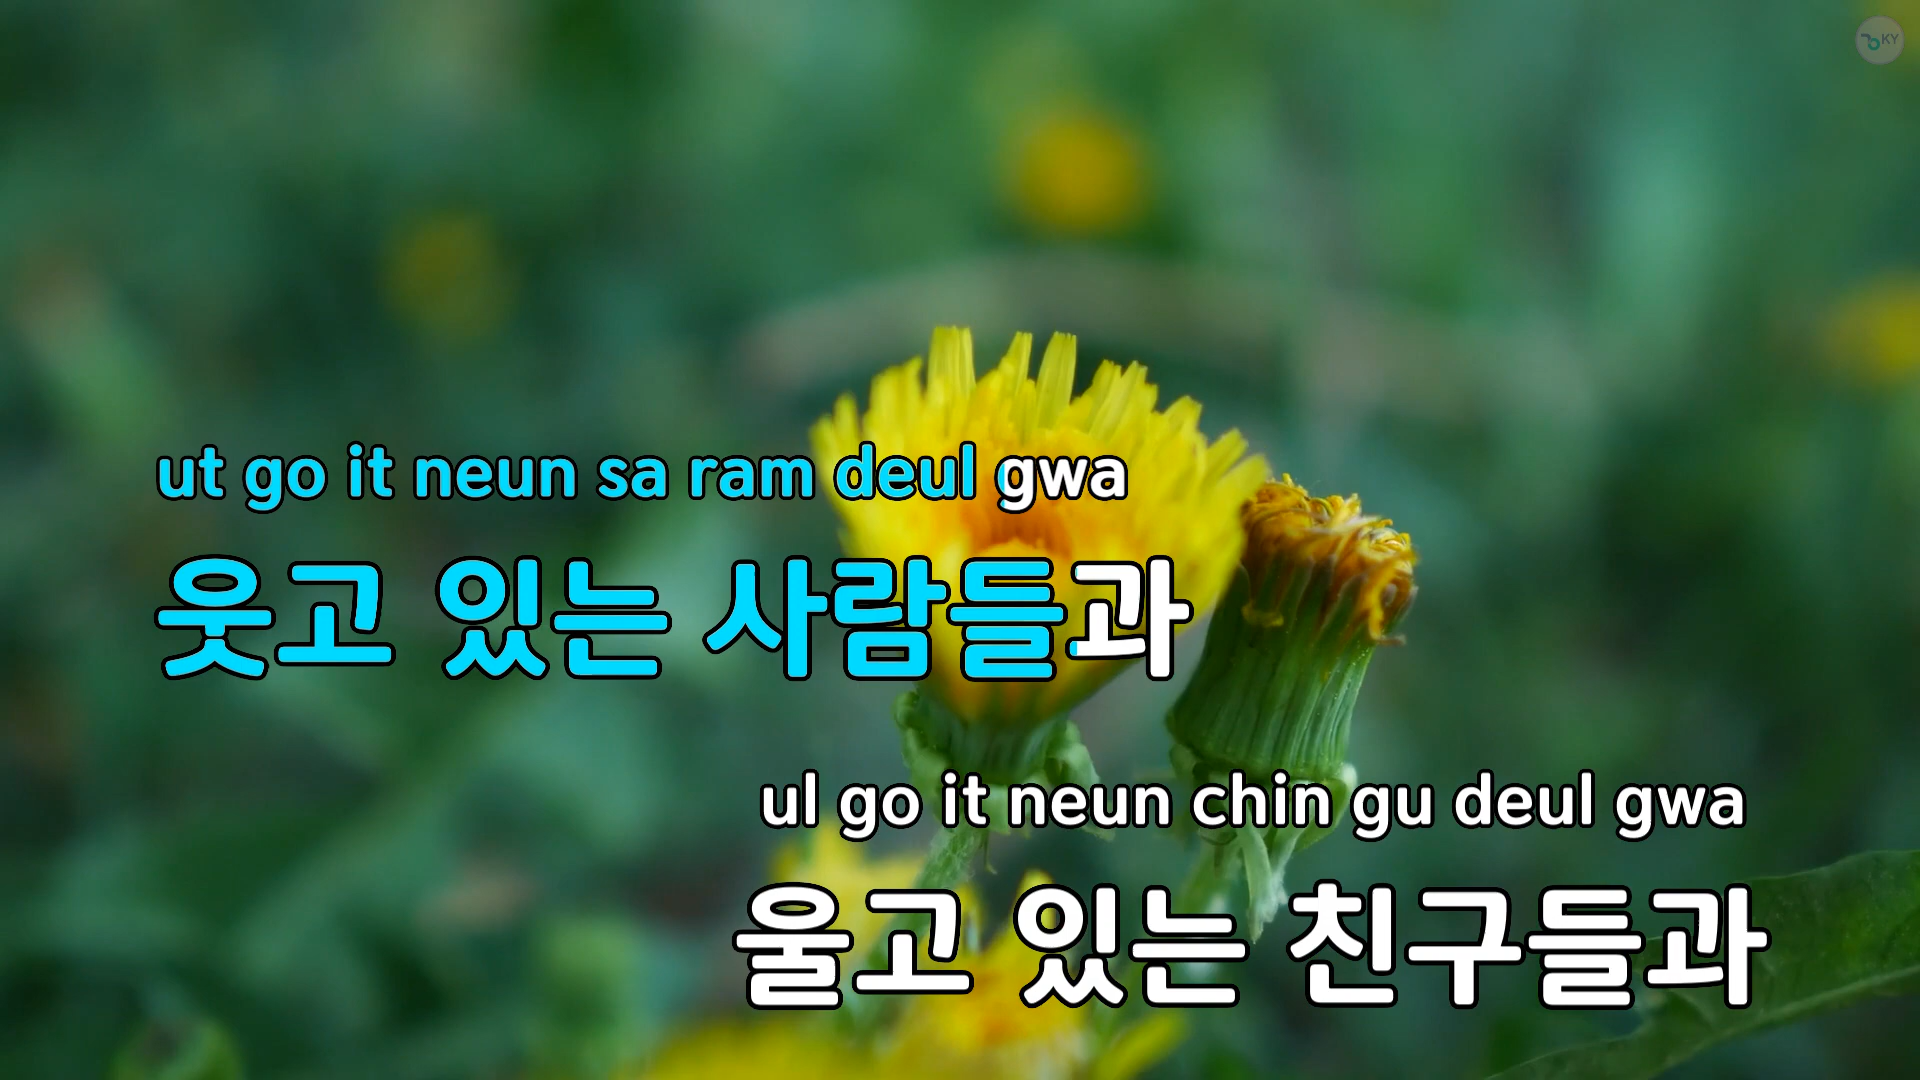 KY
ut go it neun sa ram deul gwa
웃고 있는 사람들과
ul go it neun chin gu deul gwa
울고 있는 친구들과